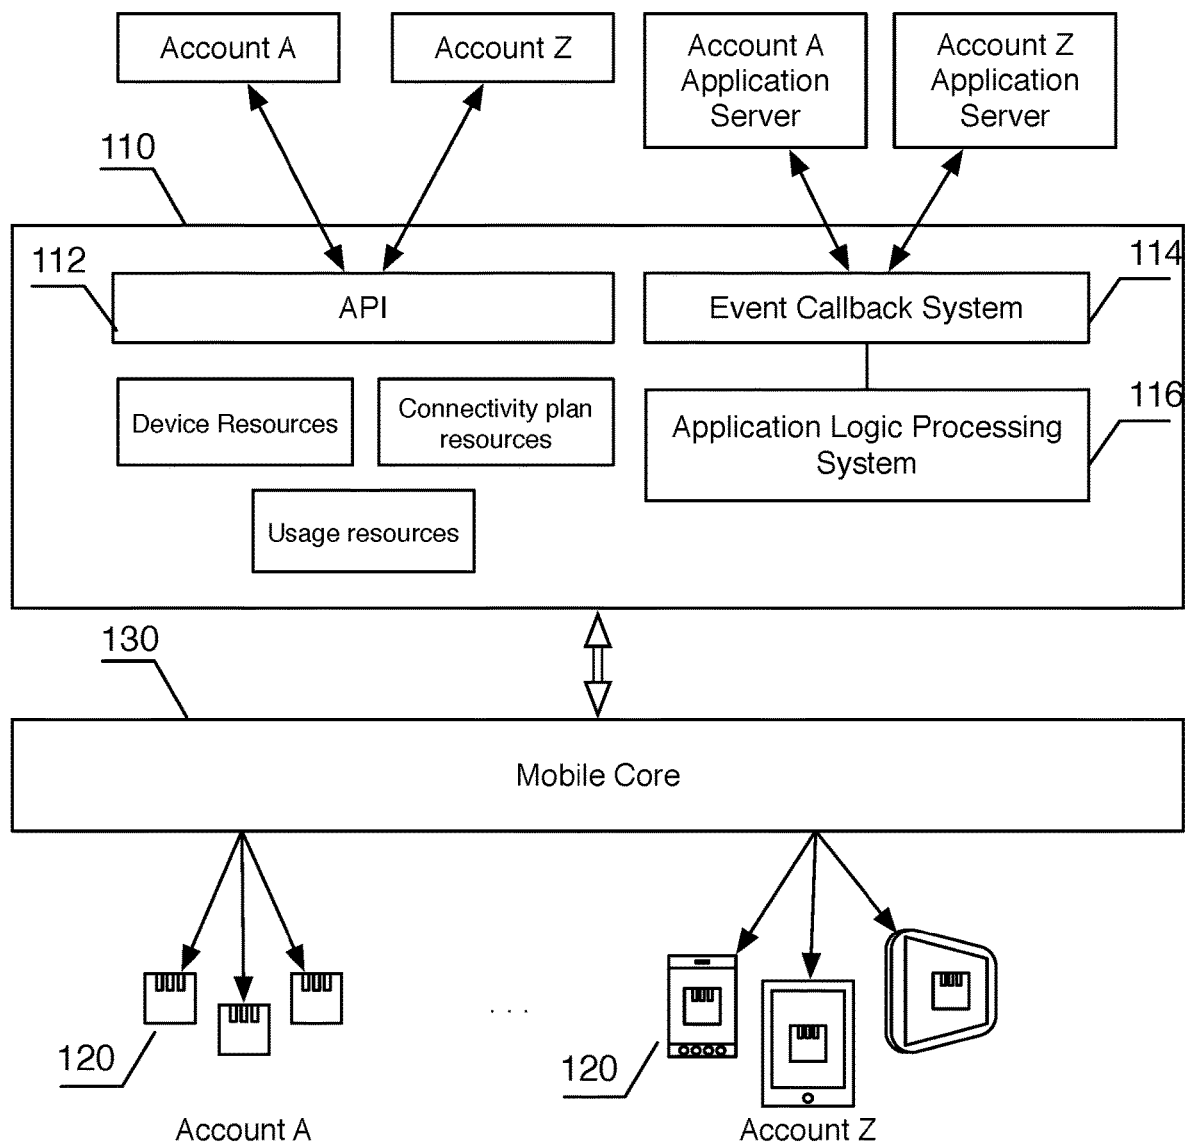 Account A
Account Z
Account A
Application
Server
Account Z
Application
Server
110
112
API
Event Callback System
114
Device Resources
Connectivity plan
resources
Application Logic Processing
System
116
Usage resources
130
Mobile Core
120
. . .
120
Account A
Account Z